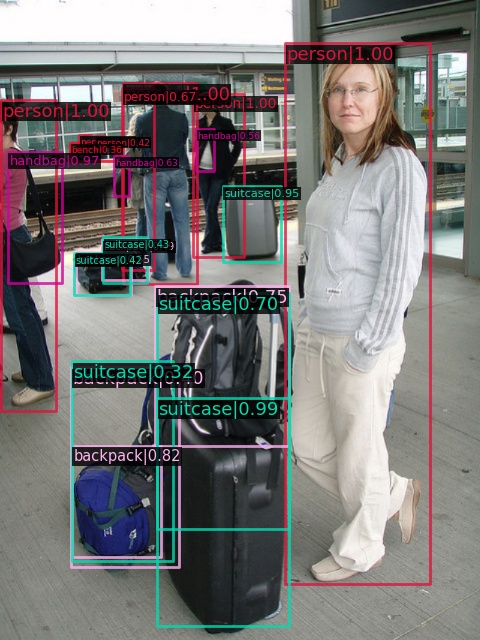 person|1.00
person|0.67
1.00
person|1.00
person|1.00
handbag|0.56
person|0.42
bench|0.36
handbag|0.97
handbag|0.63
suitcase|0.95
suitcase|0.43
suitcase|0.42
backpack|0.75
suitcase|0.70
suitcase|0.32
suitcase|0.99
backpack|0.82